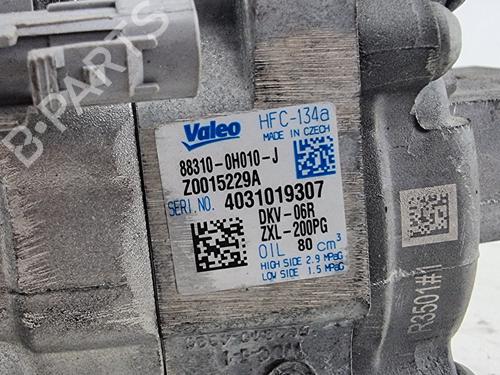 B-PARTS
Valeo HFC-134a
MADE IN CZECH
88310-0H010-J
Z0015229A
SERI.NO. 4031019307
DKV-06R
ZXL-200PG
OIL 80 cm³
HIGH SIDE 2.9 MPaG
LOW SIDE 1.5 MPaG
R3501#1